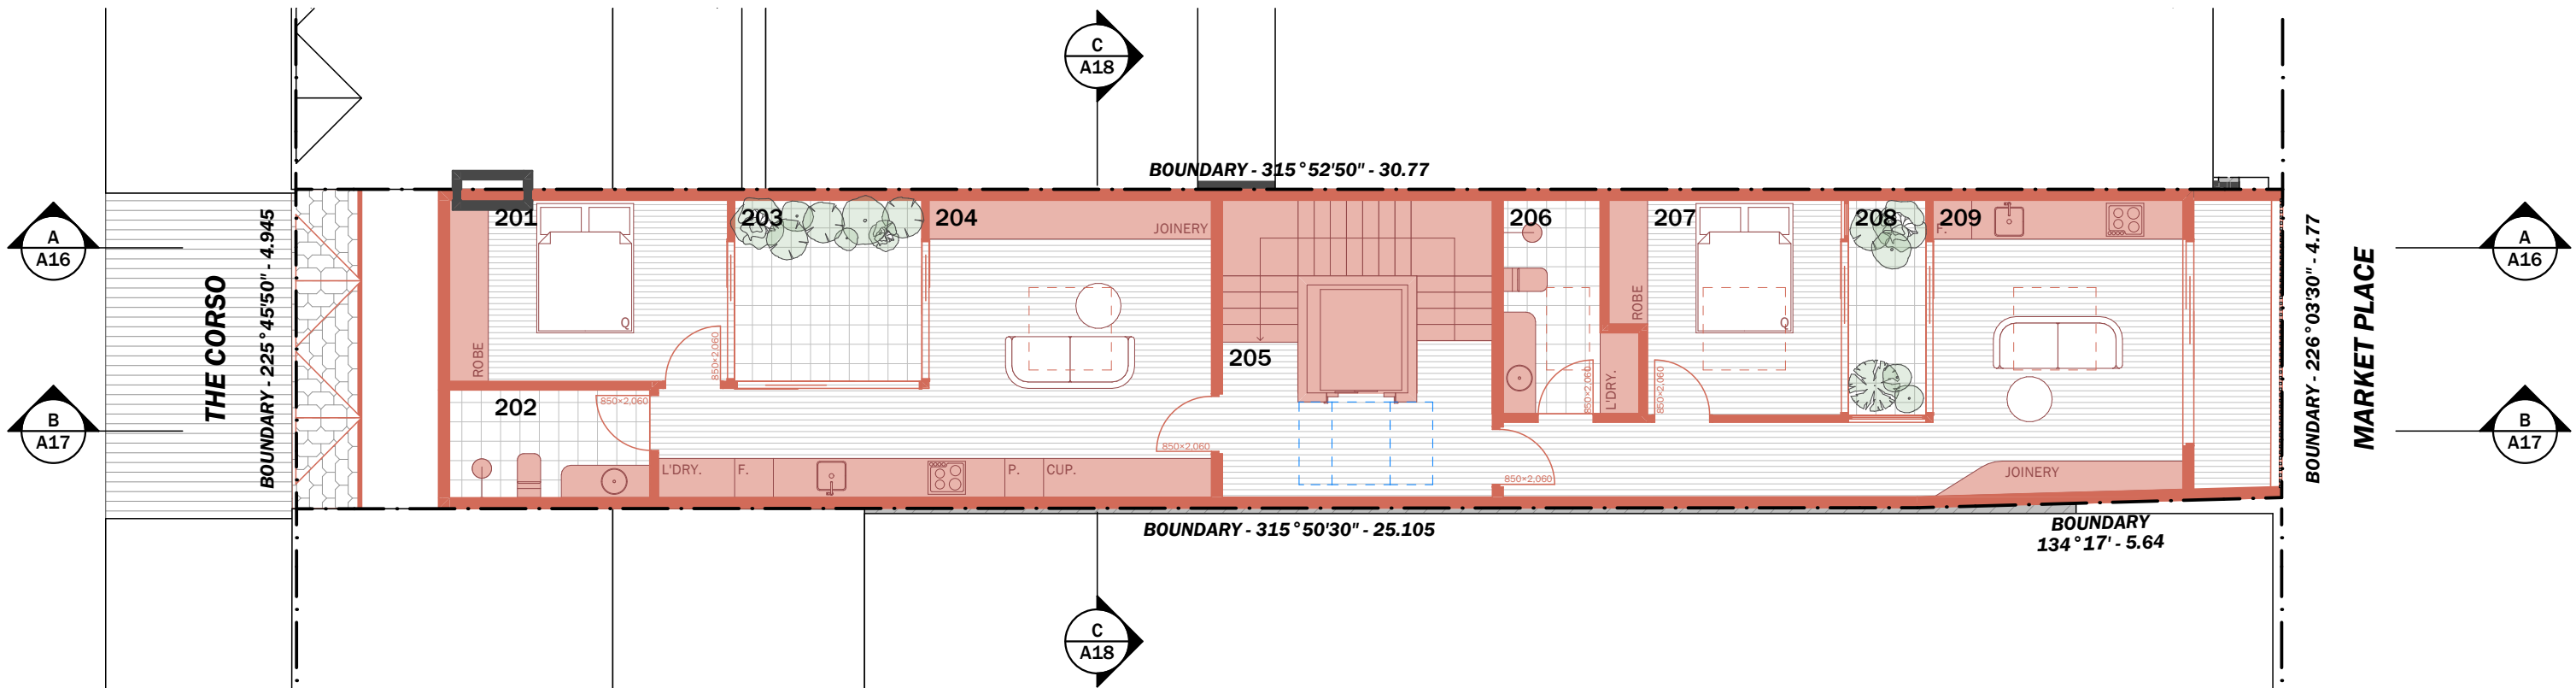 C
A18
BOUNDARY - 315°52'50" - 30.77
A
A16
B
A17
THE CORSO
BOUNDARY - 225°45'50" - 4.945
201
ROBE
850×2,060
202
850×2,060
203
204
JOINERY
850×2,060
L'DRY.
F.
P.
CUP.
205
206
850×2,060
L'DRY.
ROBE
207
850×2,060
208
209
F.
850×2,060
JOINERY
Q
Q
BOUNDARY - 226°03'30" - 4.77
MARKET PLACE
A
A16
B
A17
BOUNDARY - 315°50'30" - 25.105
BOUNDARY
134°17' - 5.64
C
A18